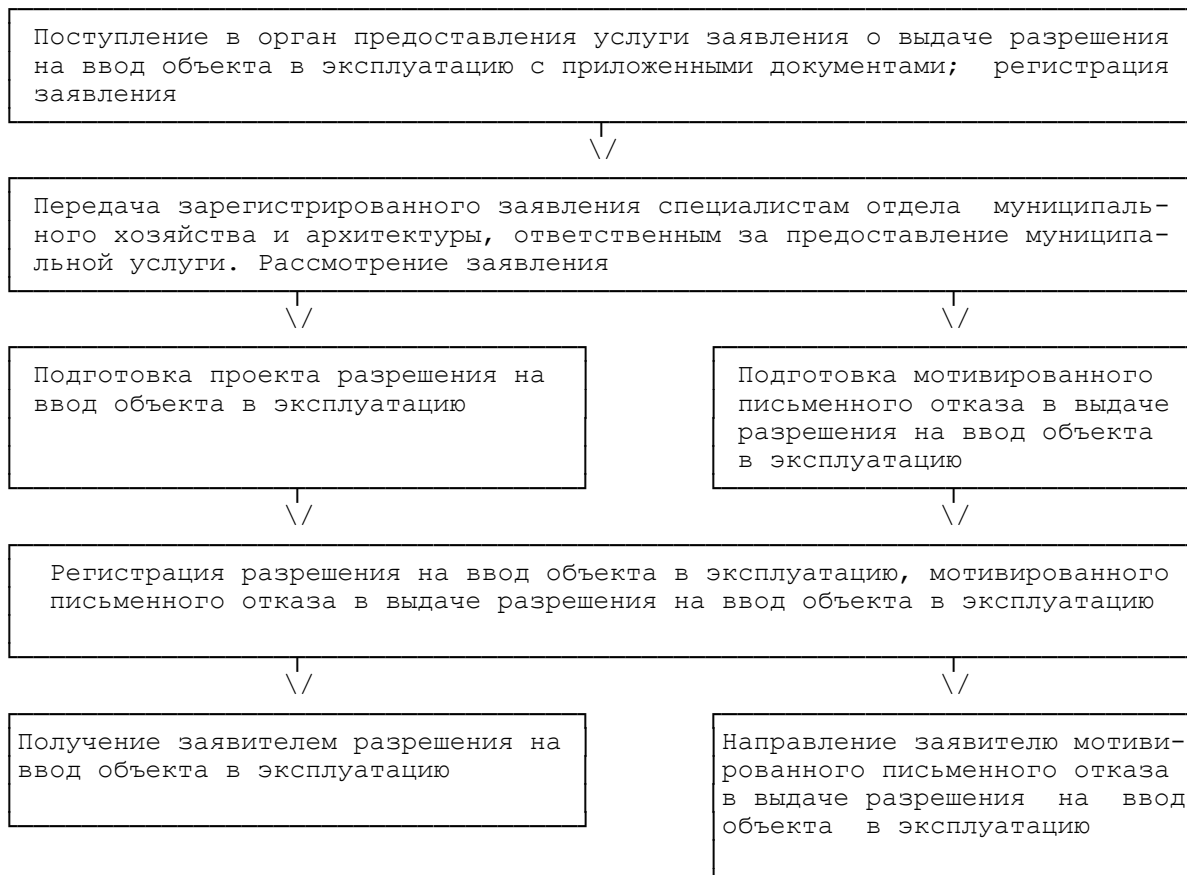 Поступление в орган предоставления услуги заявления о выдаче разрешения
на ввод объекта в эксплуатацию с приложенными документами; регистрация
заявления
Передача зарегистрированного заявления специалистам отдела муниципаль-
ного хозяйства и архитектуры, ответственным за предоставление муниципа-
льной услуги. Рассмотрение заявления
Подготовка проекта разрешения на
ввод объекта в эксплуатацию
Подготовка мотивированного
письменного отказа в выдаче
разрешения на ввод объекта
в эксплуатацию
Регистрация разрешения на ввод объекта в эксплуатацию, мотивированного
письменного отказа в выдаче разрешения на ввод объекта в эксплуатацию
Получение заявителем разрешения на
ввод объекта в эксплуатацию
Направление заявителю мотиви-
рованного письменного отказа
в выдаче разрешения на ввод
объекта в эксплуатацию